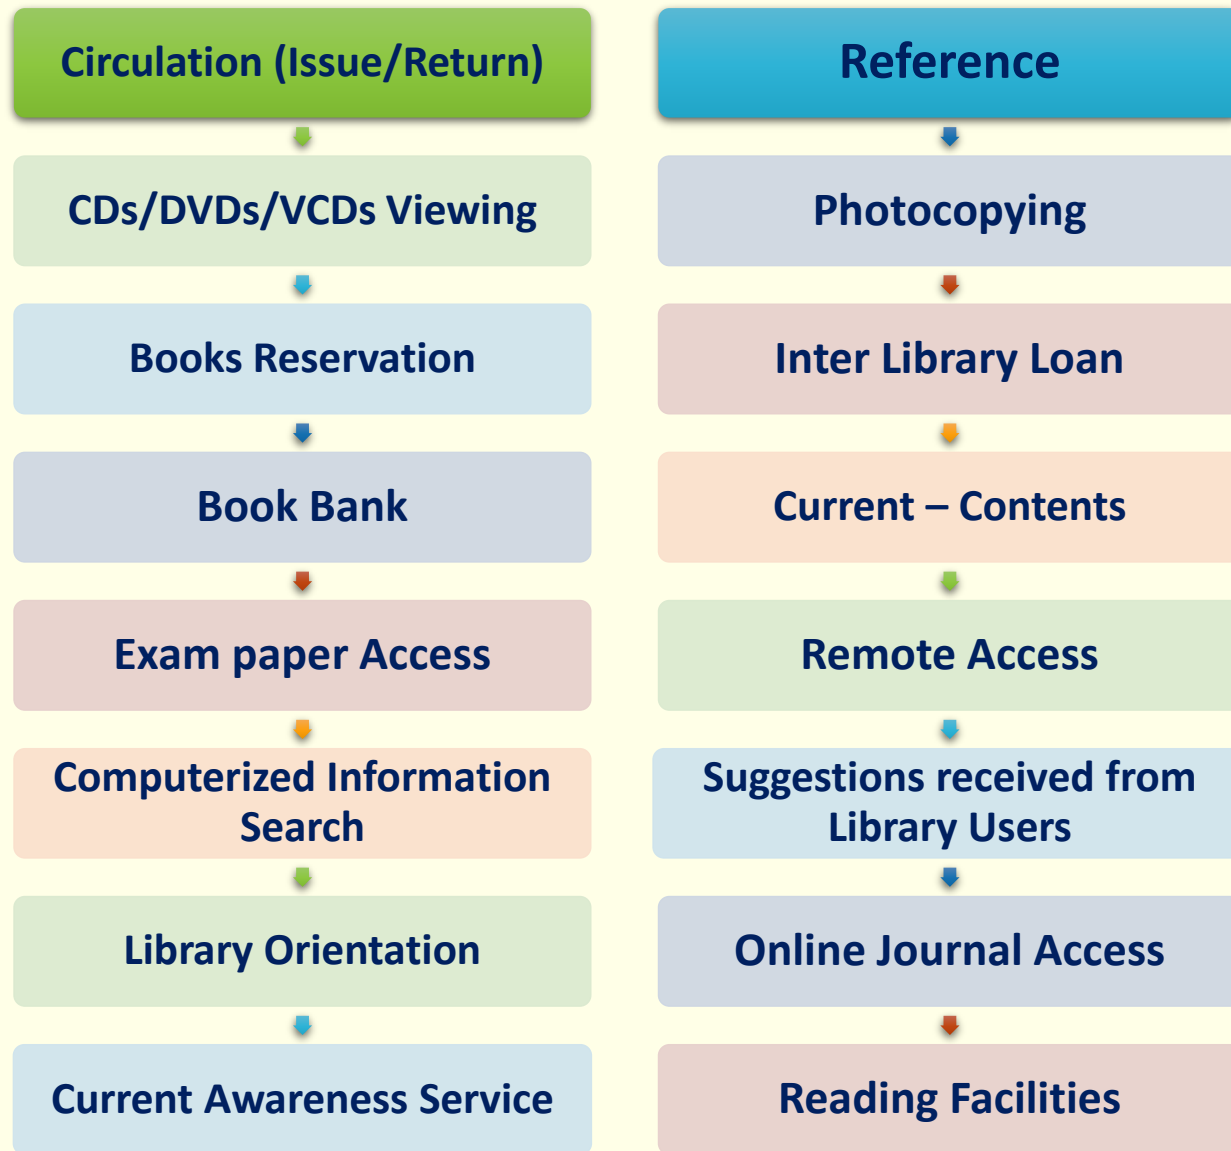 Circulation (Issue/Return)
CDs/DVDs/VCDs Viewing
Books Reservation
Book Bank
Exam paper Access
Computerized Information
Search
Library Orientation
Current Awareness Service
Reference
Photocopying
Inter Library Loan
Current – Contents
Remote Access
Suggestions received from
Library Users
Online Journal Access
Reading Facilities